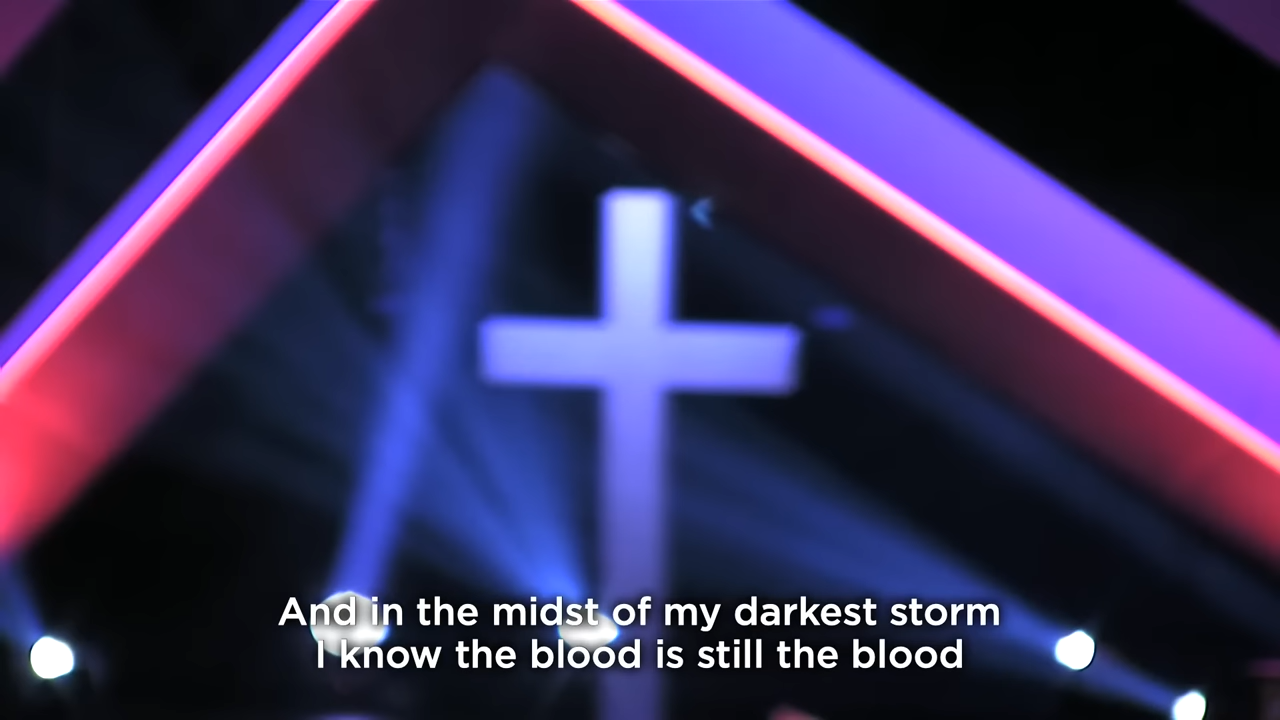 And in the midst of my darkest storm
I know the blood is still the blood